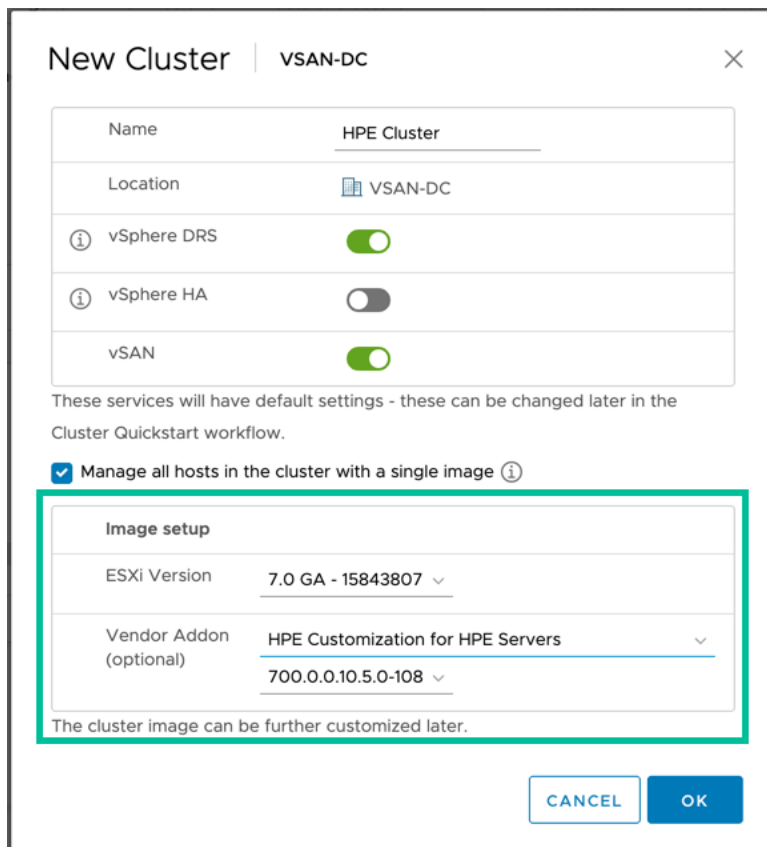 New Cluster VSAN-DC
Name HPE Cluster
Location VSAN-DC
vSphere DRS
vSphere HA
vSAN
These services will have default settings - these can be changed later in the
Cluster Quickstart workflow.
Manage all hosts in the cluster with a single image
Image setup
ESXi Version 7.0 GA - 15843807
Vendor Addon HPE Customization for HPE Servers
(optional)
700.0.0.10.5.0-108
The cluster image can be further customized later.
CANCEL OK